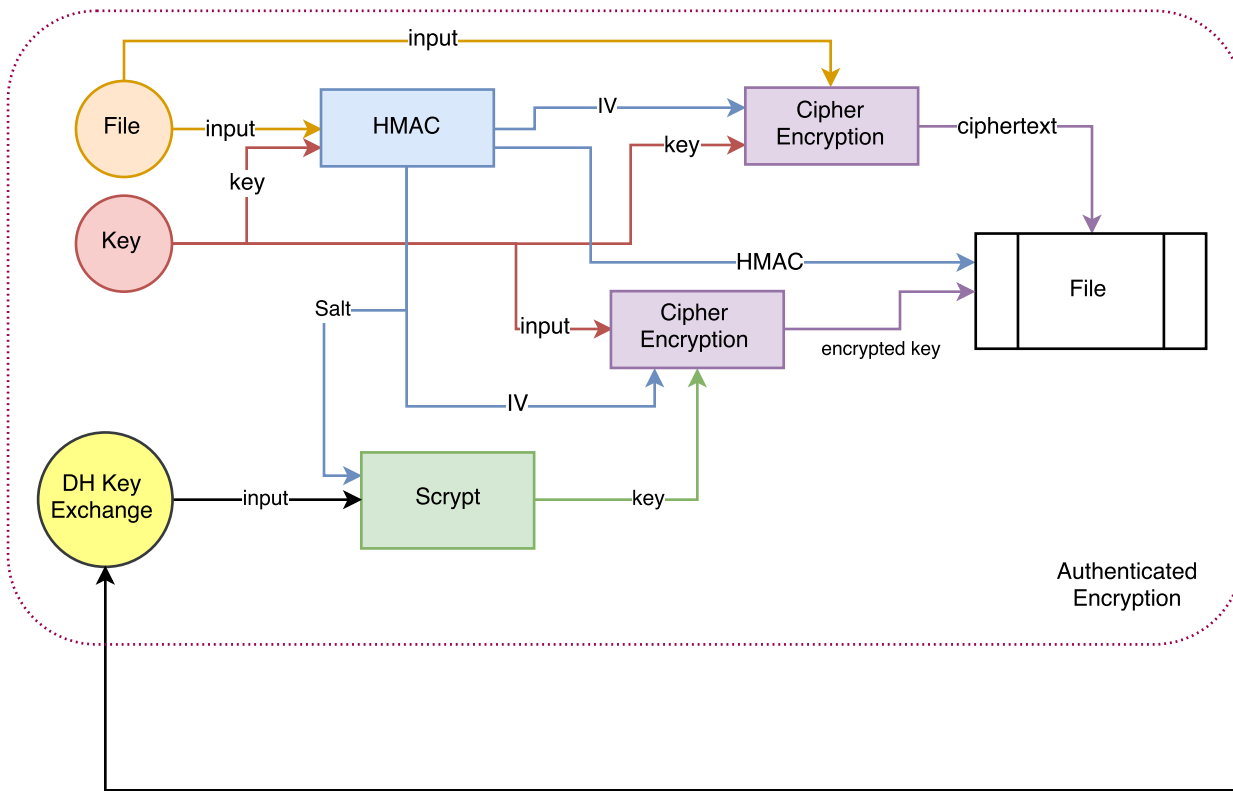 input
File
input
HMAC
IV
Cipher
Encryption
ciphertext
key
key
Key
HMAC
File
Salt
input
Cipher
Encryption
encrypted key
IV
DH Key
Exchange
input
Scrypt
key
Authenticated
Encryption